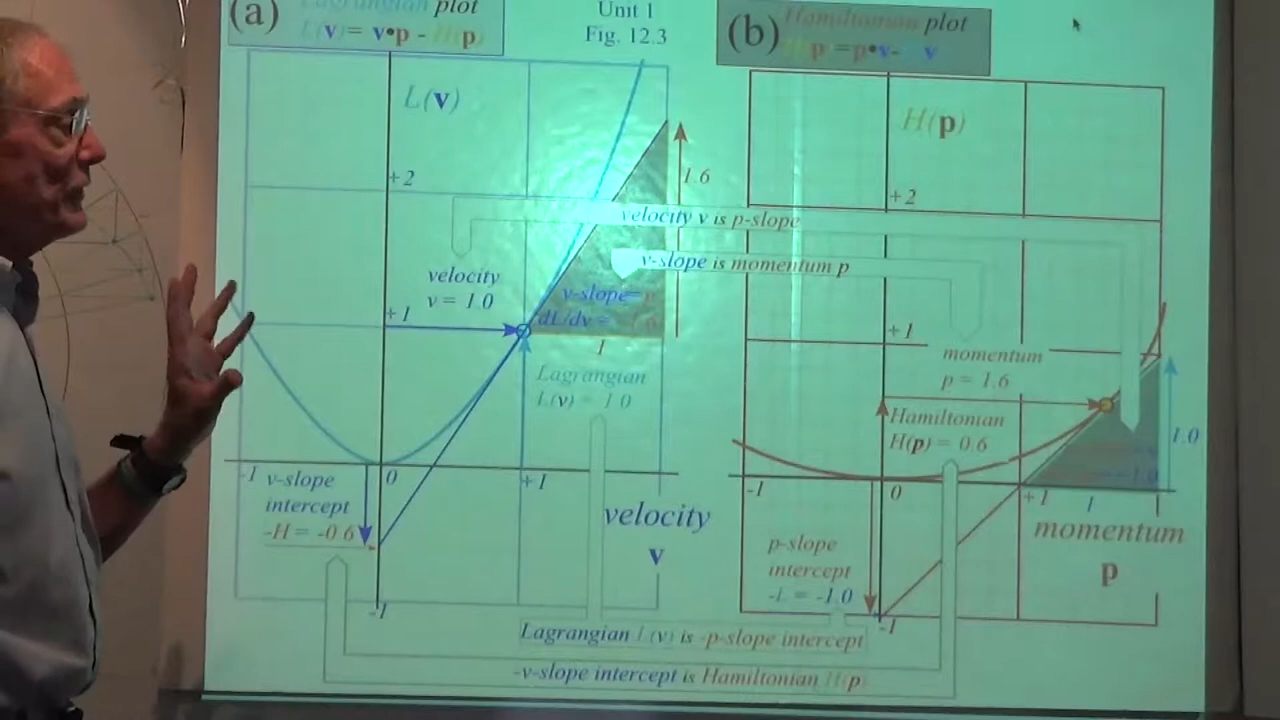 (a) Lagrangian plot
L(v)= v•p - H(p)
Unit 1
Fig. 12.3
(b) Hamiltonian plot
H(p)=p•v- v
L(v)
+2
+1
1.6
velocity v is p-slope
v-slope is momentum p
velocity
v = 1.0
v-slope= p
dL/dv = 1.6
1
Lagrangian
L(v) = 1.0
-1
0
+1
v-slope
intercept
-H = -0.6
velocity
v
-1
H(p)
+2
+1
momentum
p = 1.6
Hamiltonian
H(p) = 0.6
1.0
-1
0
+1
1
momentum
p
p-slope
intercept
-L = -1.0
-1
Lagrangian L(v) is -p-slope intercept
-v-slope intercept is Hamiltonian H(p)